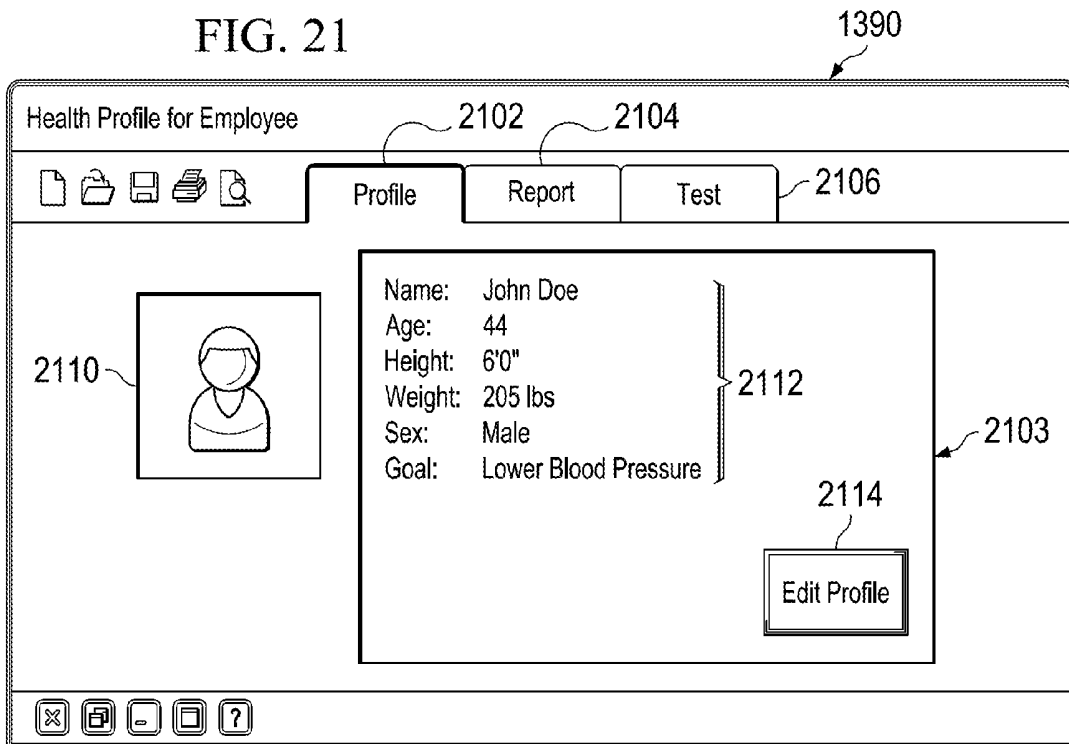 FIG. 21
1390
Health Profile for Employee
2102
2104
Profile
Report
Test
2106
2110
Name: John Doe
Age: 44
Height: 6'0"
Weight: 205 lbs
Sex: Male
Goal: Lower Blood Pressure
2112
2103
2114
Edit Profile
?